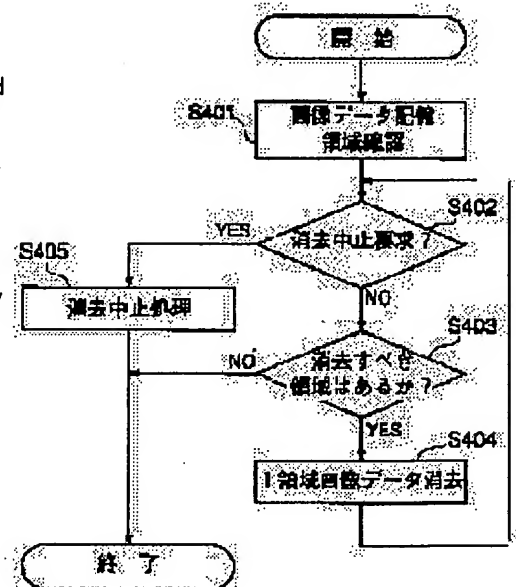 開始
S401
画像データ記憶
領域確認
S402
消去中止要求?
YES
NO
S405
消去中止処理
S403
消去すべき
領域はあるか?
NO
YES
S404
1領域画像データ消去
終了